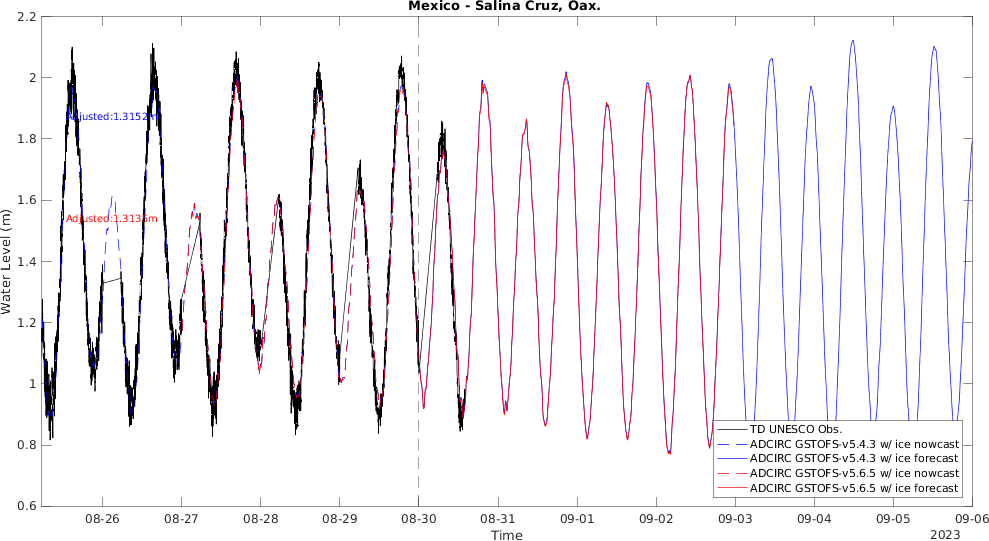 Mexico - Salina Cruz, Oax.
2.2
2
1.8
1.6
1.4
1.2
1
0.8
0.6
Water Level (m)
Adjusted:1.3152m
Adjusted:1.3135m
TD UNESCO Obs.
ADCIRC GSTOFS-v5.4.3 w/ ice nowcast
ADCIRC GSTOFS-v5.4.3 w/ ice forecast
ADCIRC GSTOFS-v5.6.5 w/ ice nowcast
ADCIRC GSTOFS-v5.6.5 w/ ice forecast
08-26 08-27 08-28 08-29 08-30 08-31 09-01 09-02 09-03 09-04 09-05 09-06
2023
Time